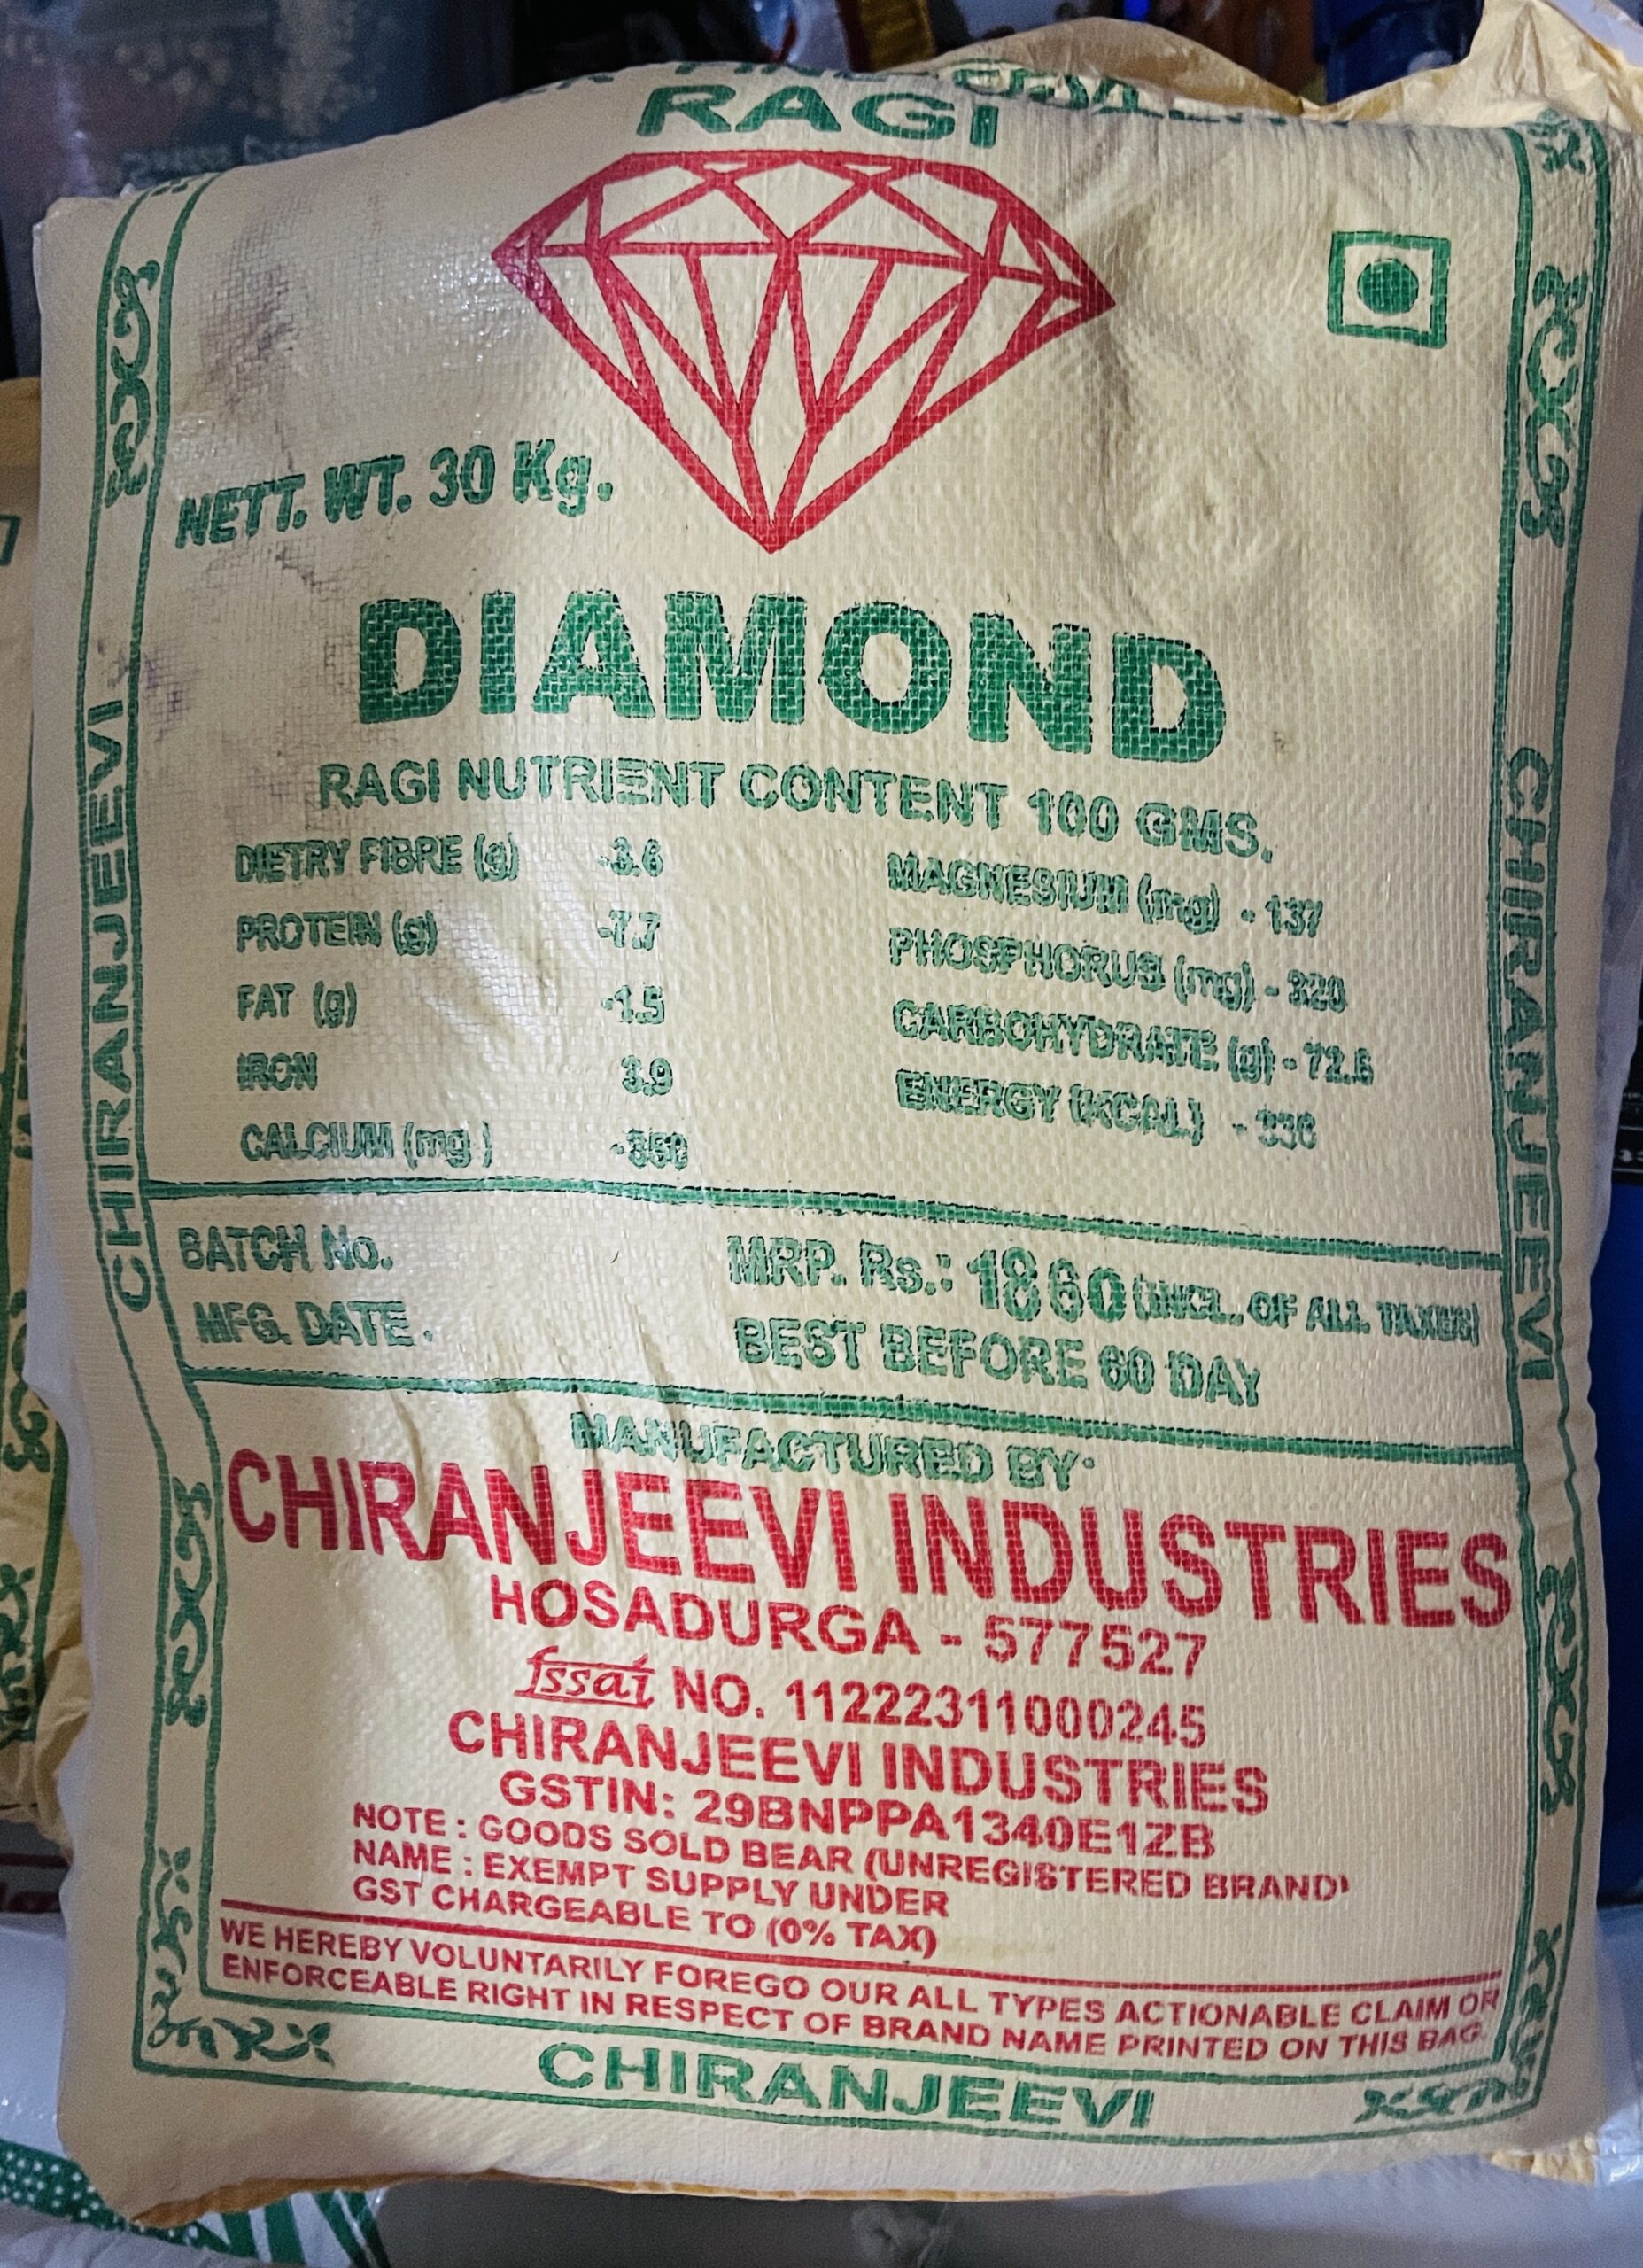 RAGI
NETT. WT. 30 Kg.
DIAMOND
RAGI NUTRIENT CONTENT 100 GMS.
DIETRY FIBRE (g) -3.6
PROTEIN (g) -7.7
FAT (g) -1.5
IRON 3.9
CALCIUM (mg ) -350
MAGNESIUM (mg) - 137
PHOSPHORUS (mg) - 320
CARBOHYDRATE (g) - 72.6
ENERGY (KCAL) - 336
BATCH No.
MFG. DATE .
MRP. Rs.: 1860 (INCL. OF ALL TAXES)
BEST BEFORE 60 DAY
MANUFACTURED BY:
CHIRANJEEVI INDUSTRIES
HOSADURGA - 577527
fssai NO. 11222311000245
CHIRANJEEVI INDUSTRIES
GSTIN: 29BNPPA1340E1ZB
NOTE : GOODS SOLD BEAR (UNREGISTERED BRAND)
NAME : EXEMPT SUPPLY UNDER
GST CHARGEABLE TO (0% TAX)
WE HEREBY VOLUNTARILY FOREGO OUR ALL TYPES ACTIONABLE CLAIM OR
ENFORCEABLE RIGHT IN RESPECT OF BRAND NAME PRINTED ON THIS BAG.
CHIRANJEEVI
CHIRANJEEVI
CHIRANJEEVI